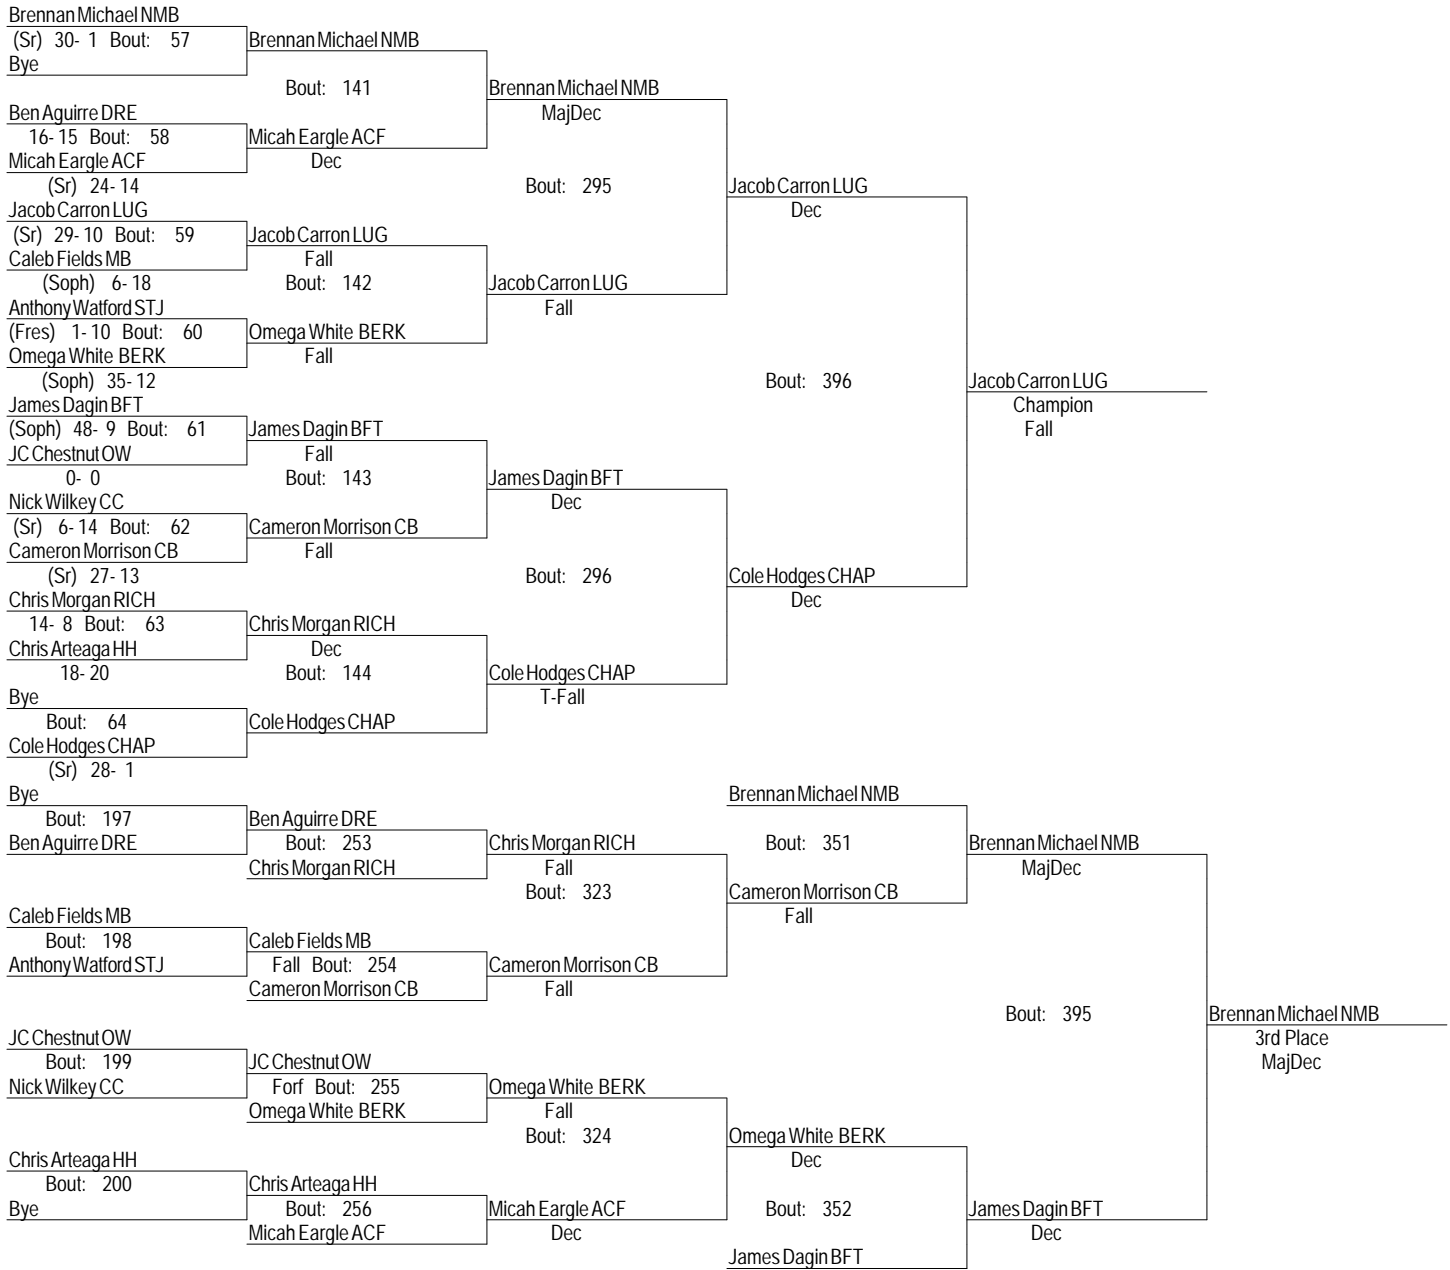 Brennan Michael NMB
(Sr) 30- 1 Bout: 57 Brennan Michael NMB
Bye
Bout: 141 Brennan Michael NMB
Ben Aguirre DRE MajDec
16- 15 Bout: 58 Micah Eargle ACF
Micah Eargle ACF Dec
(Sr) 24- 14 Bout: 295 Jacob Carron LUG
Jacob Carron LUG Dec
(Sr) 29- 10 Bout: 59 Jacob Carron LUG
Caleb Fields MB Fall
(Soph) 6- 18 Bout: 142 Jacob Carron LUG
Anthony Watford STJ Fall
(Fres) 1- 10 Bout: 60 Omega White BERK
Omega White BERK Fall
(Soph) 35- 12 Bout: 396 Jacob Carron LUG
James Dagin BFT Champion
(Soph) 48- 9 Bout: 61 James Dagin BFT Fall
JC Chestnut OW Fall
0- 0 Bout: 143 James Dagin BFT
Nick Wilkey CC Dec
(Sr) 6- 14 Bout: 62 Cameron Morrison CB
Cameron Morrison CB Fall
(Sr) 27- 13 Bout: 296 Cole Hodges CHAP
Chris Morgan RICH Dec
14- 8 Bout: 63 Chris Morgan RICH
Chris Arteaga HH Dec
18- 20 Bout: 144 Cole Hodges CHAP
Bye T-Fall
Bout: 64 Cole Hodges CHAP
Cole Hodges CHAP
(Sr) 28- 1
Bye Brennan Michael NMB
Bout: 197 Ben Aguirre DRE
Ben Aguirre DRE Bout: 253 Chris Morgan RICH Bout: 351 Brennan Michael NMB
Chris Morgan RICH Fall MajDec
Bout: 323 Cameron Morrison CB
Caleb Fields MB Fall
Bout: 198 Caleb Fields MB
Anthony Watford STJ Fall Bout: 254 Cameron Morrison CB
Cameron Morrison CB Fall
Bout: 395 Brennan Michael NMB
JC Chestnut OW 3rd Place
Bout: 199 JC Chestnut OW MajDec
Nick Wilkey CC Forf Bout: 255 Omega White BERK
Omega White BERK Fall
Bout: 324 Omega White BERK
Chris Arteaga HH Dec
Bout: 200 Chris Arteaga HH
Bye Bout: 256 Micah Eargle ACF Bout: 352 James Dagin BFT
Micah Eargle ACF Dec Dec
James Dagin BFT